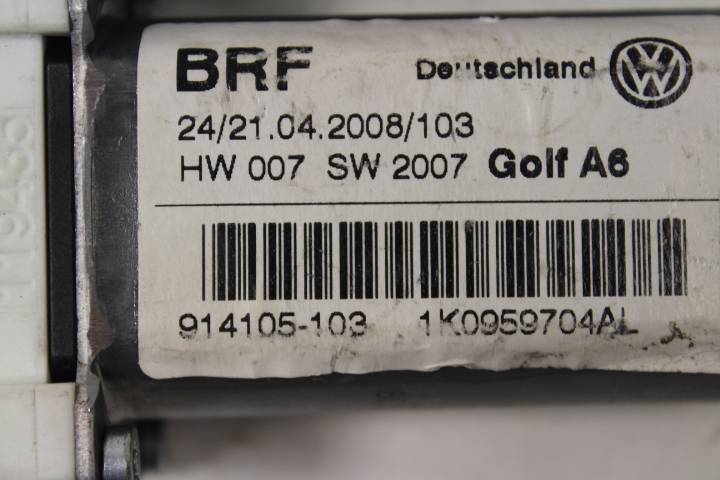 BRF Deutschland
24/21.04.2008/103
HW 007 SW 2007 Golf A6
914105-103 1K0959704AL